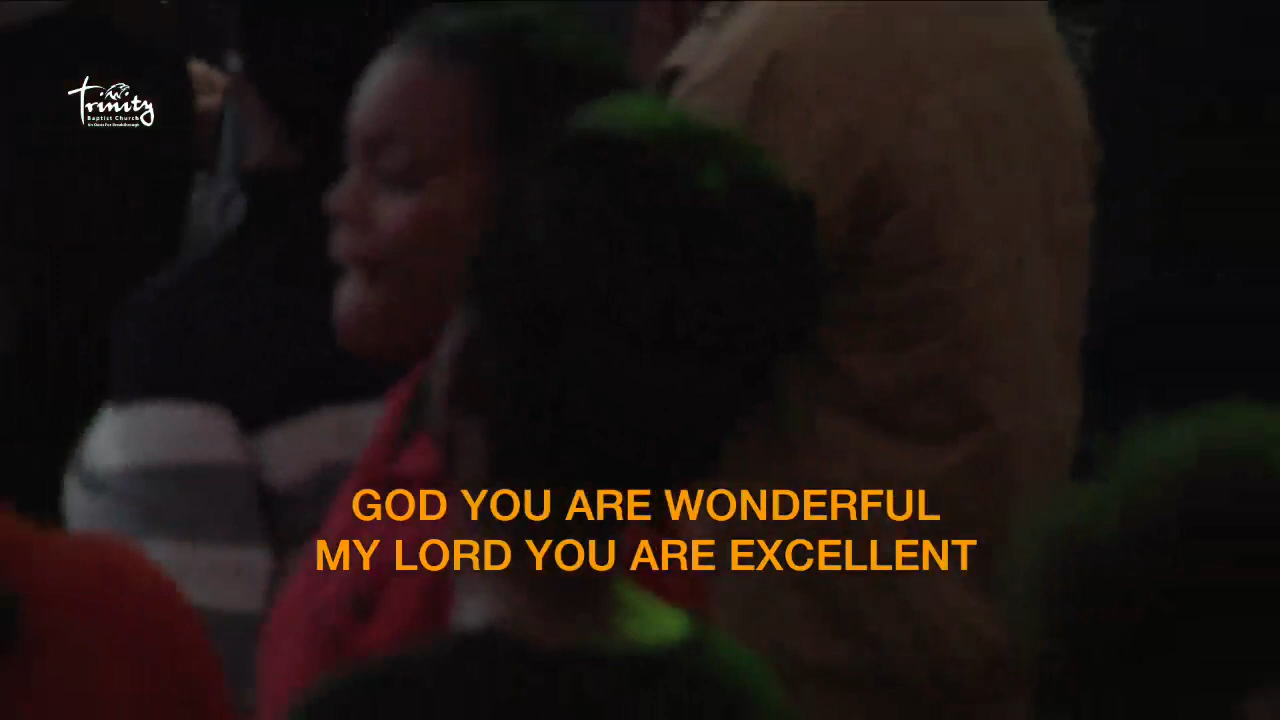 Trinity
Baptist Church
GOD YOU ARE WONDERFUL
MY LORD YOU ARE EXCELLENT